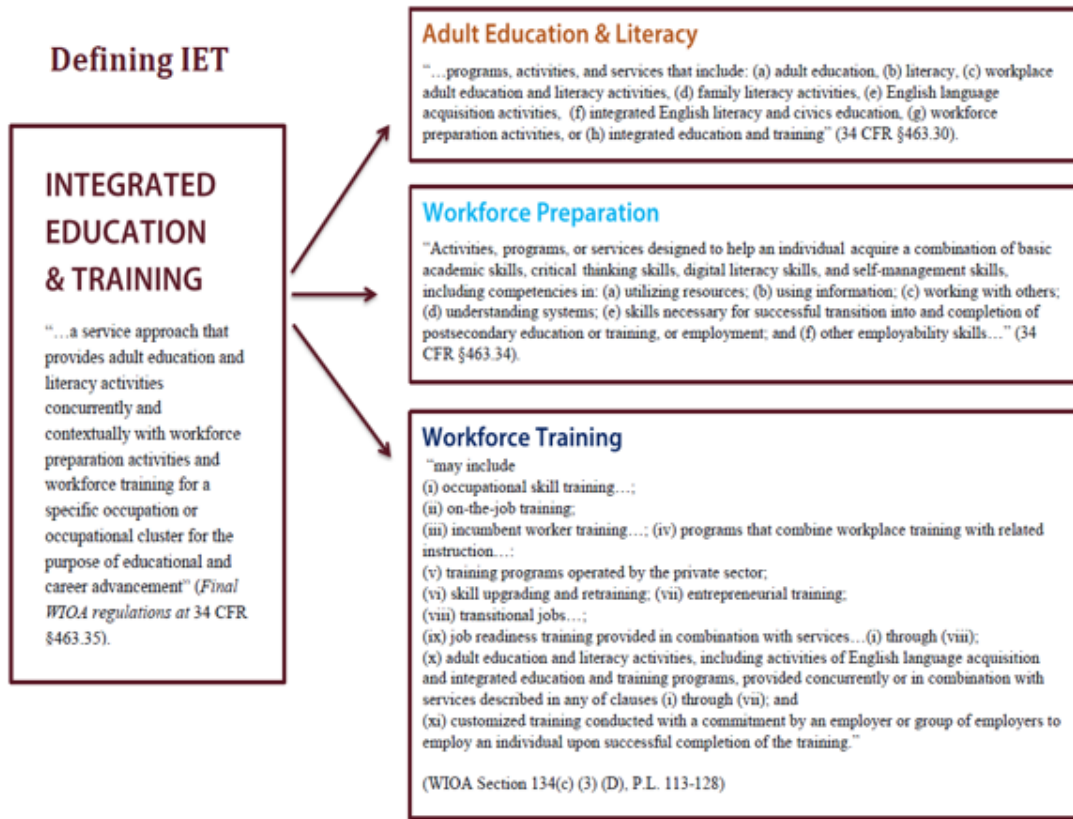 Defining IET
INTEGRATED
EDUCATION
& TRAINING
“…a service approach that
provides adult education and
literacy activities
concurrently and
contextually with workforce
preparation activities and
workforce training for a
specific occupation or
occupational cluster for the
purpose of educational and
career advancement” (Final
WIOA regulations at 34 CFR
§463.35).
Adult Education & Literacy
“…programs, activities, and services that include: (a) adult education, (b) literacy, (c) workplace
adult education and literacy activities, (d) family literacy activities, (e) English language
acquisition activities, (f) integrated English literacy and civics education, (g) workforce
preparation activities, or (h) integrated education and training” (34 CFR §463.30).
Workforce Preparation
“Activities, programs, or services designed to help an individual acquire a combination of basic
academic skills, critical thinking skills, digital literacy skills, and self-management skills,
including competencies in: (a) utilizing resources; (b) using information; (c) working with others;
(d) understanding systems; (e) skills necessary for successful transition into and completion of
postsecondary education or training, or employment; and (f) other employability skills…” (34
CFR §463.34).
Workforce Training
“may include
(i) occupational skill training…;
(ii) on-the-job training;
(iii) incumbent worker training…; (iv) programs that combine workplace training with related
instruction…:
(v) training programs operated by the private sector;
(vi) skill upgrading and retraining; (vii) entrepreneurial training;
(viii) transitional jobs…;
(ix) job readiness training provided in combination with services…(i) through (viii);
(x) adult education and literacy activities, including activities of English language acquisition
and integrated education and training programs, provided concurrently or in combination with
services described in any of clauses (i) through (vii); and
(xi) customized training conducted with a commitment by an employer or group of employers to
employ an individual upon successful completion of the training.”
(WIOA Section 134(c) (3) (D), P.L. 113-128)